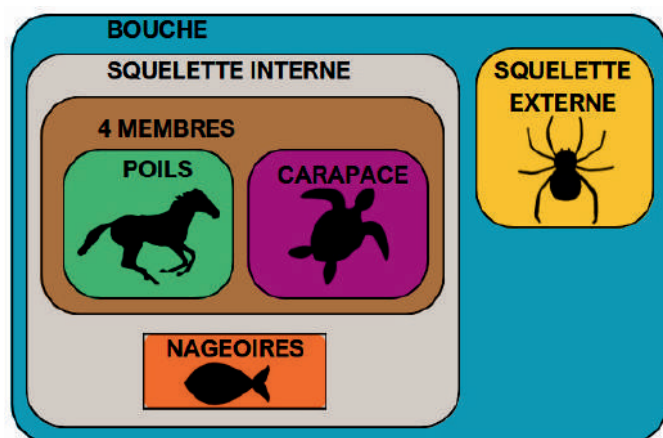 BOUCHE
SQUELETTE INTERNE
4 MEMBRES
POILS
CARAPACE
NAGEOIRES
SQUELETTE
EXTERNE